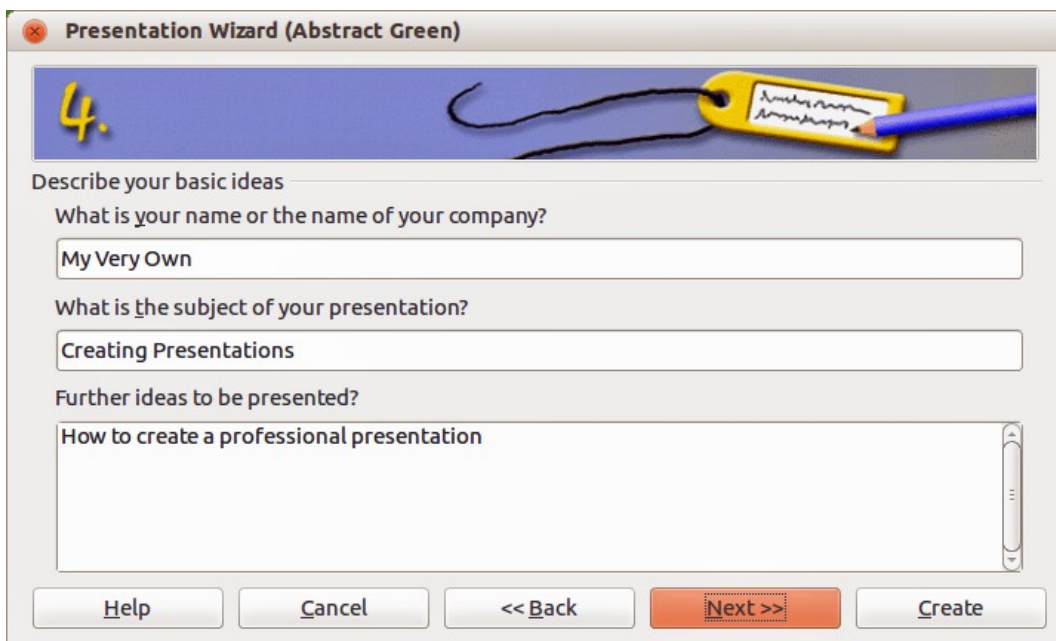 Presentation Wizard (Abstract Green)
4.
Describe your basic ideas
What is your name or the name of your company?
My Very Own
What is the subject of your presentation?
Creating Presentations
Further ideas to be presented?
How to create a professional presentation
Help Cancel << Back Next >> Create